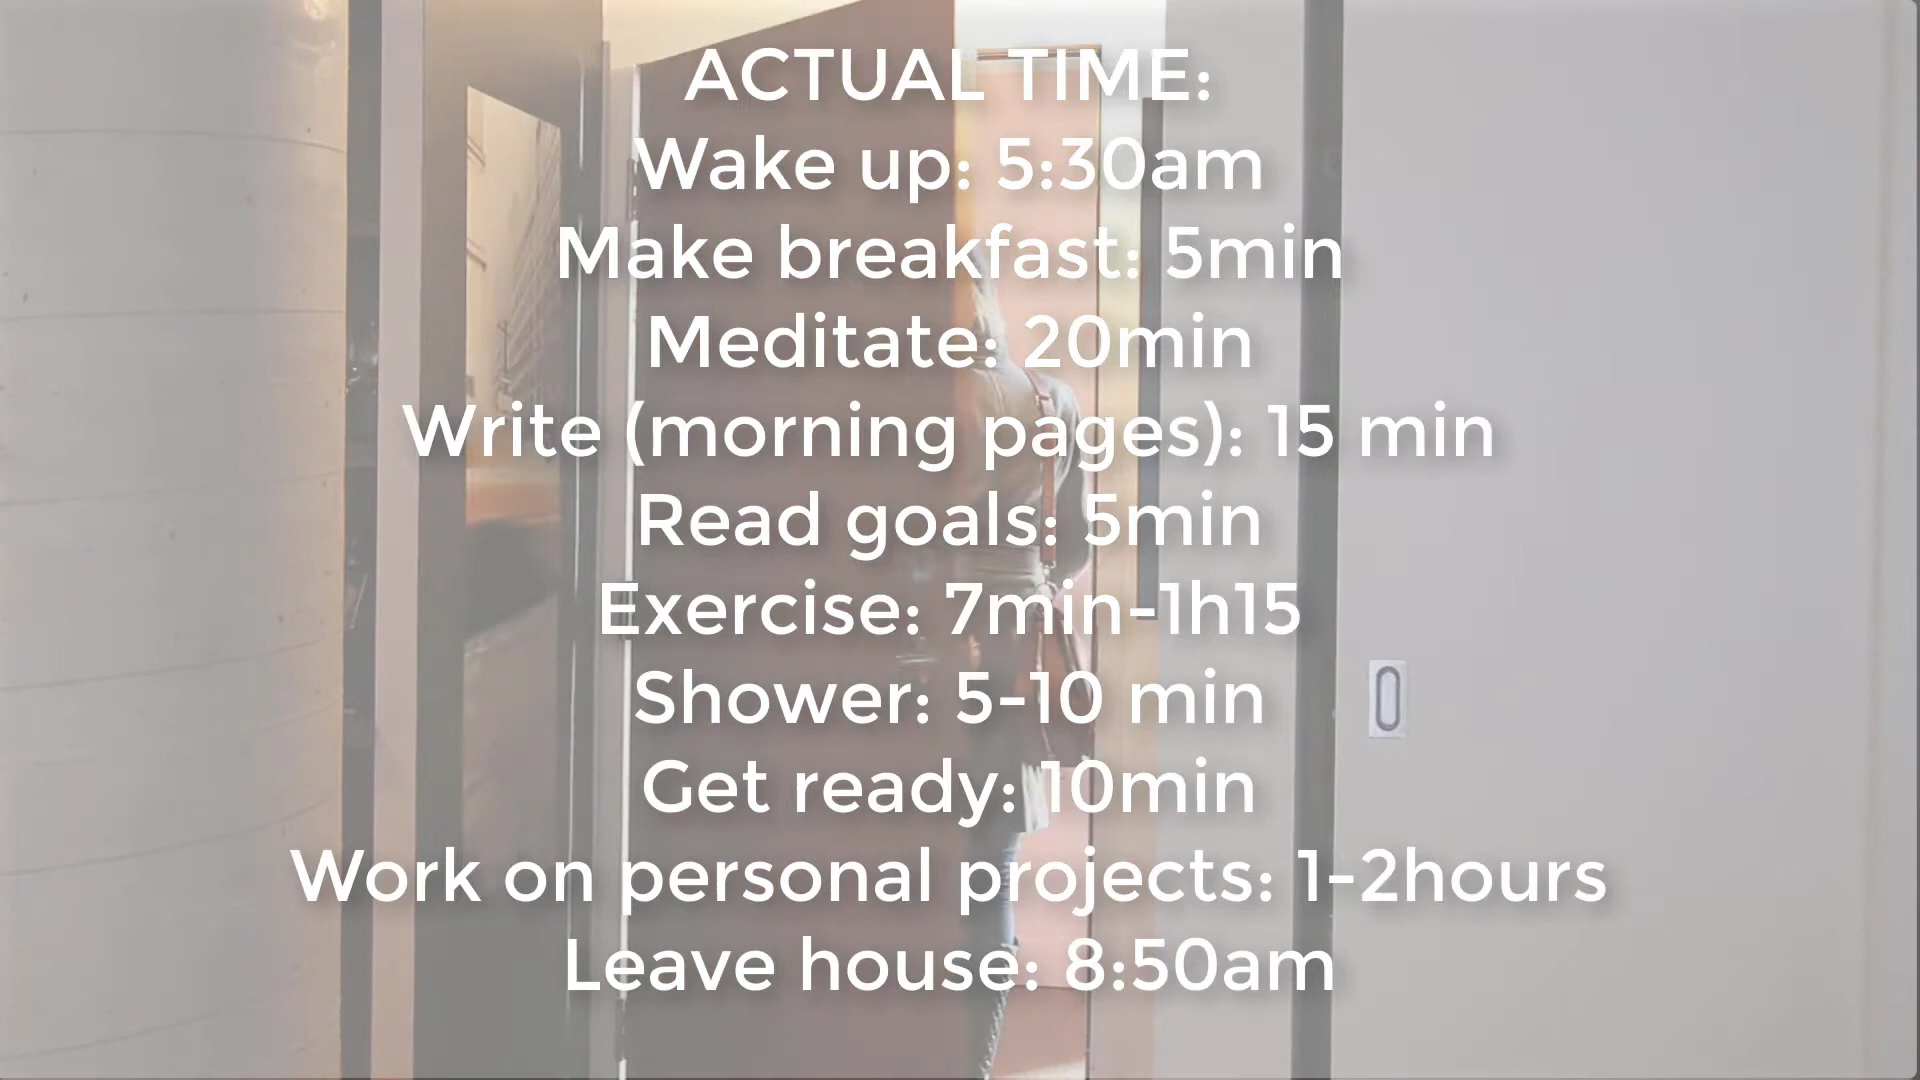 ACTUAL TIME:
Wake up: 5:30am
Make breakfast: 5min
Meditate: 20min
Write (morning pages): 15 min
Read goals: 5min
Exercise: 7min-1h15
Shower: 5-10 min
Get ready: 10min
Work on personal projects: 1-2hours
Leave house: 8:50am